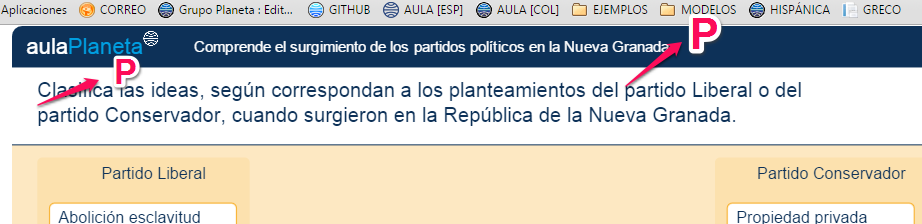 Aplicaciones CORREO Grupo Planeta : Edit... GITHUB AULA [ESP] AULA [COL] EJEMPLOS MODELOS HISPÁNICA GRECO
aulaPlaneta Comprende el surgimiento de los partidos políticos en la Nueva Granada P
P
Clasifica las ideas, según correspondan a los planteamientos del partido Liberal o del
partido Conservador, cuando surgieron en la República de la Nueva Granada.
Partido Liberal Partido Conservador
Abolición esclavitud Propiedad privada